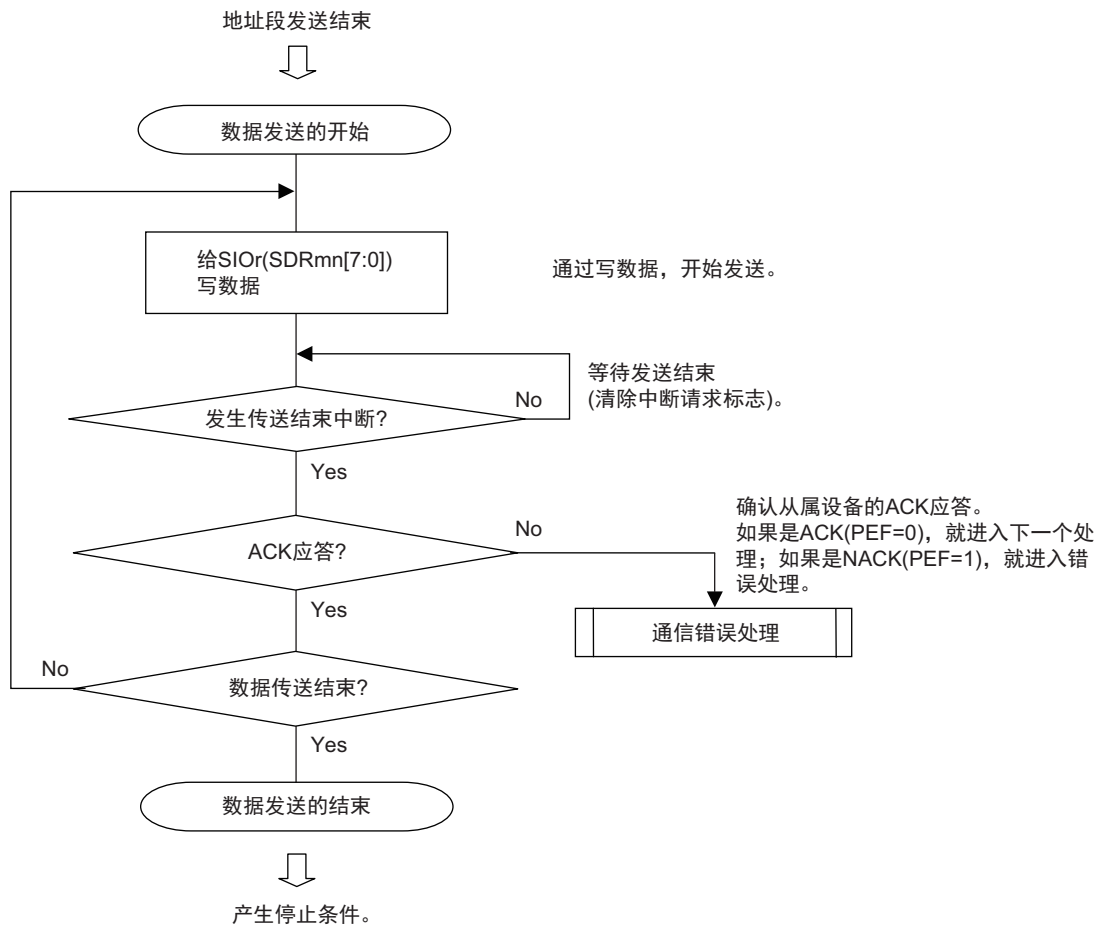 地址段发送结束
数据发送的开始
给SIOr(SDRmn[7:0])
写数据
通过写数据，开始发送。
等待发送结束
(清除中断请求标志)。
No
发生传送结束中断?
Yes
确认从属设备的ACK应答。
如果是ACK(PEF=0)，就进入下一个处
理；如果是NACK(PEF=1)，就进入错
误处理。
No
ACK应答?
Yes
通信错误处理
No
数据传送结束?
Yes
数据发送的结束
产生停止条件。